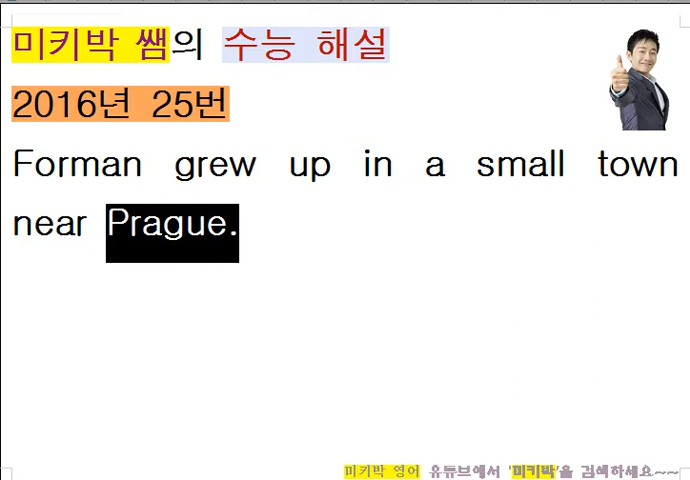 미키박 쌤의 수능 해설
2016년 25번
Forman grew up in a small town
near Prague.
미키박 영어 유튜브에서 '미키박'을 검색하세요~~